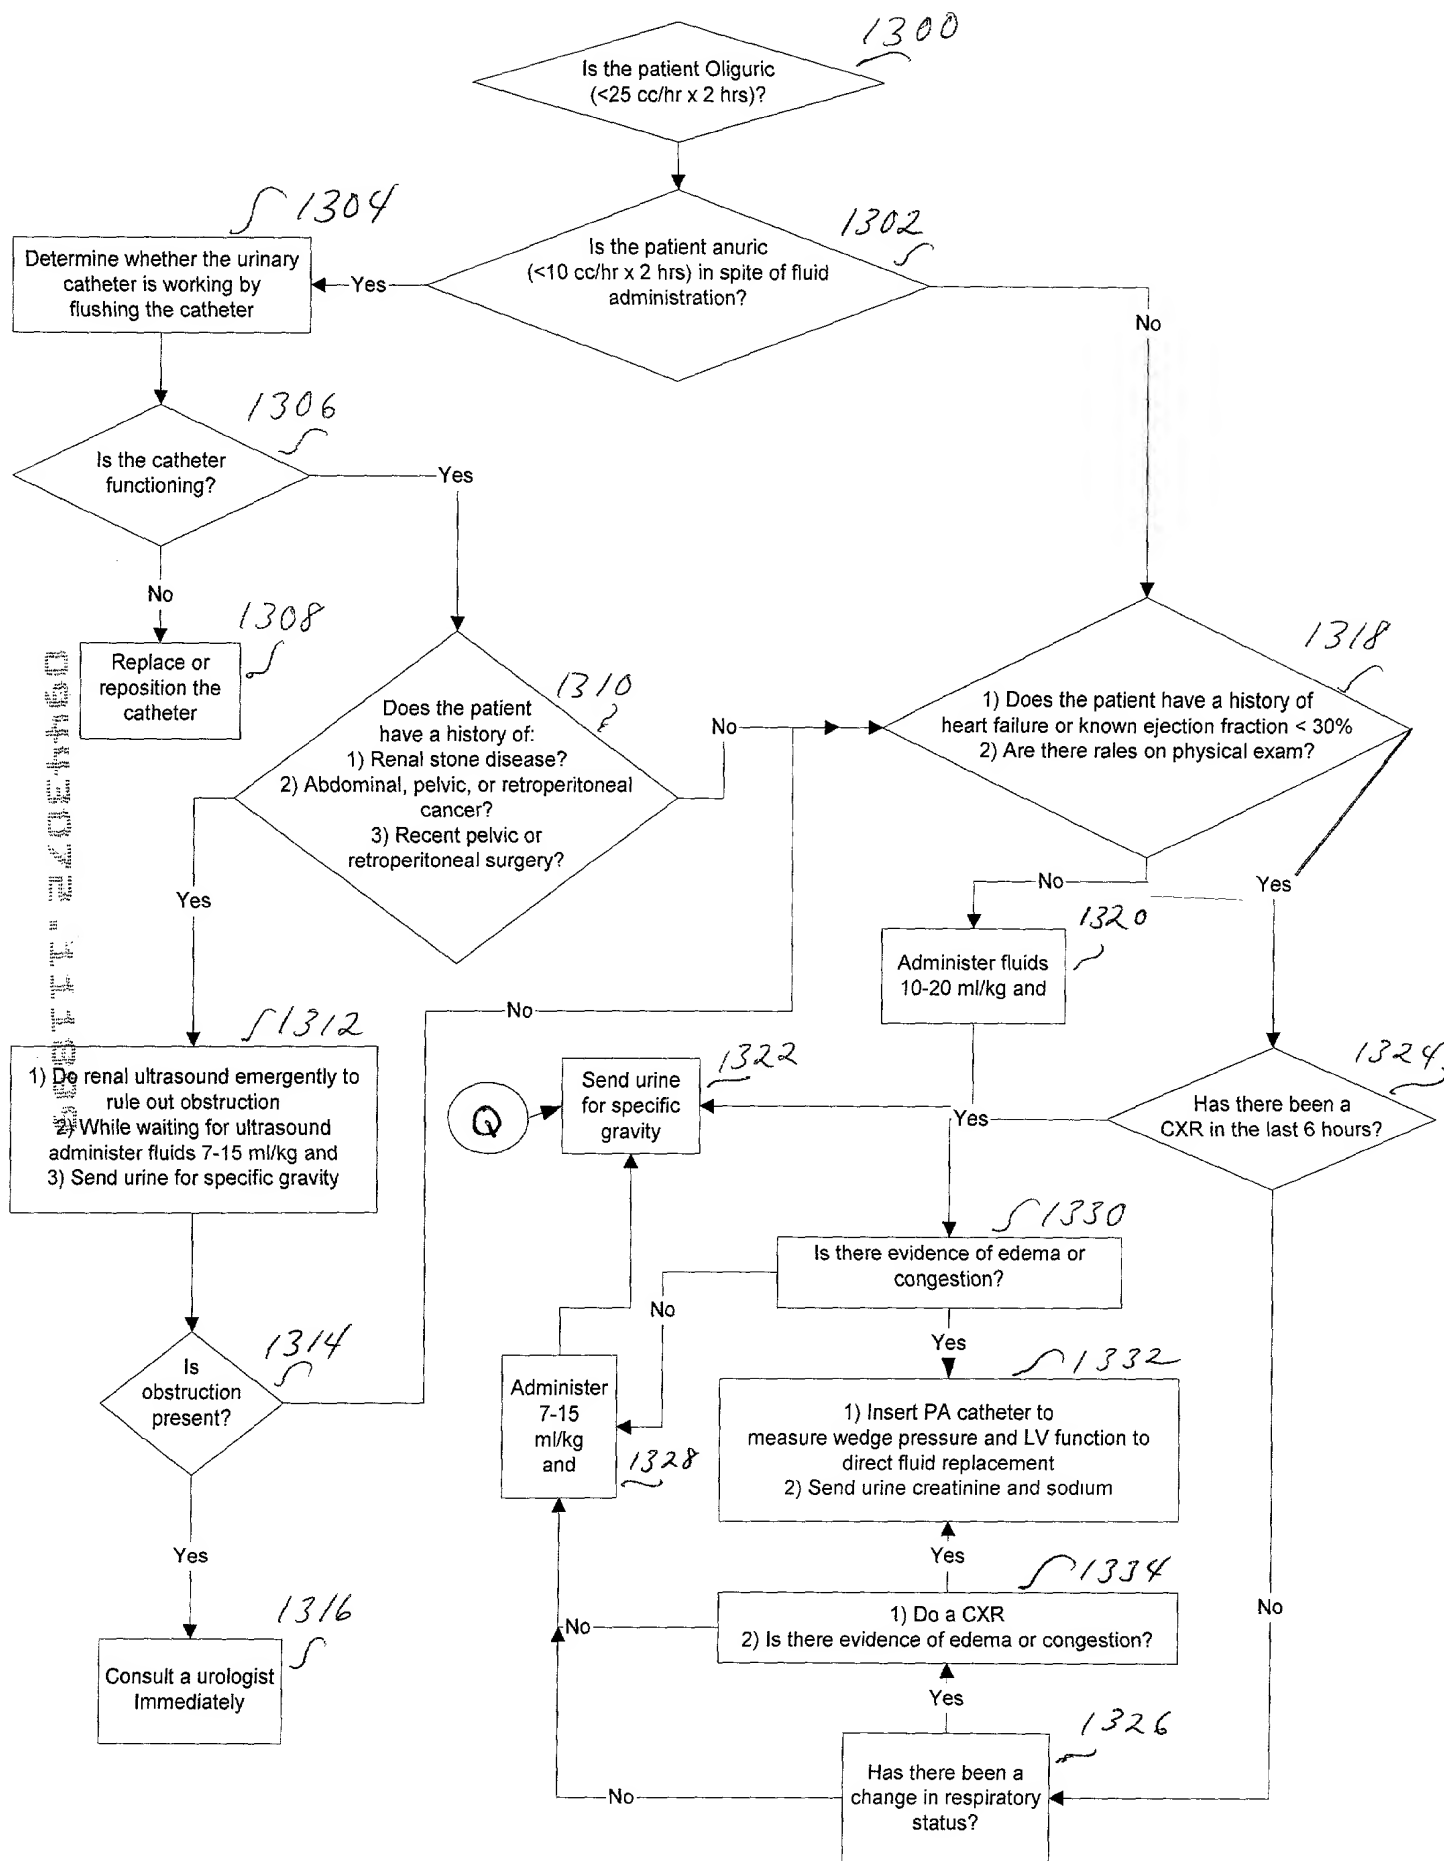 1300
Is the patient Oliguric
(<25 cc/hr x 2 hrs)?
1304
1302
Determine whether the urinary
catheter is working by
flushing the catheter
Yes
Is the patient anuric
(<10 cc/hr x 2 hrs) in spite of fluid
administration?
No
1306
Is the catheter
functioning?
Yes
No
1308
Replace or
reposition the
catheter
1310
Does the patient
have a history of:
1) Renal stone disease?
2) Abdominal, pelvic, or retroperitoneal
cancer?
3) Recent pelvic or
retroperitoneal surgery?
No
Yes
1318
1) Does the patient have a history of
heart failure or known ejection fraction < 30%
2) Are there rales on physical exam?
No
Yes
1320
Administer fluids
10-20 ml/kg and
1312
1) Do renal ultrasound emergently to
rule out obstruction
2) While waiting for ultrasound
administer fluids 7-15 ml/kg and
3) Send urine for specific gravity
No
Q
1322
Send urine
for specific
gravity
Yes
1324
Has there been a
CXR in the last 6 hours?
1330
Is there evidence of edema or
congestion?
No
Yes
1314
Is
obstruction
present?
Yes
1316
Consult a urologist
Immediately
Administer
7-15
ml/kg
and
1328
1332
1) Insert PA catheter to
measure wedge pressure and LV function to
direct fluid replacement
2) Send urine creatinine and sodium
Yes
1334
1) Do a CXR
2) Is there evidence of edema or congestion?
No
Yes
No
1326
Has there been a
change in respiratory
status?
No